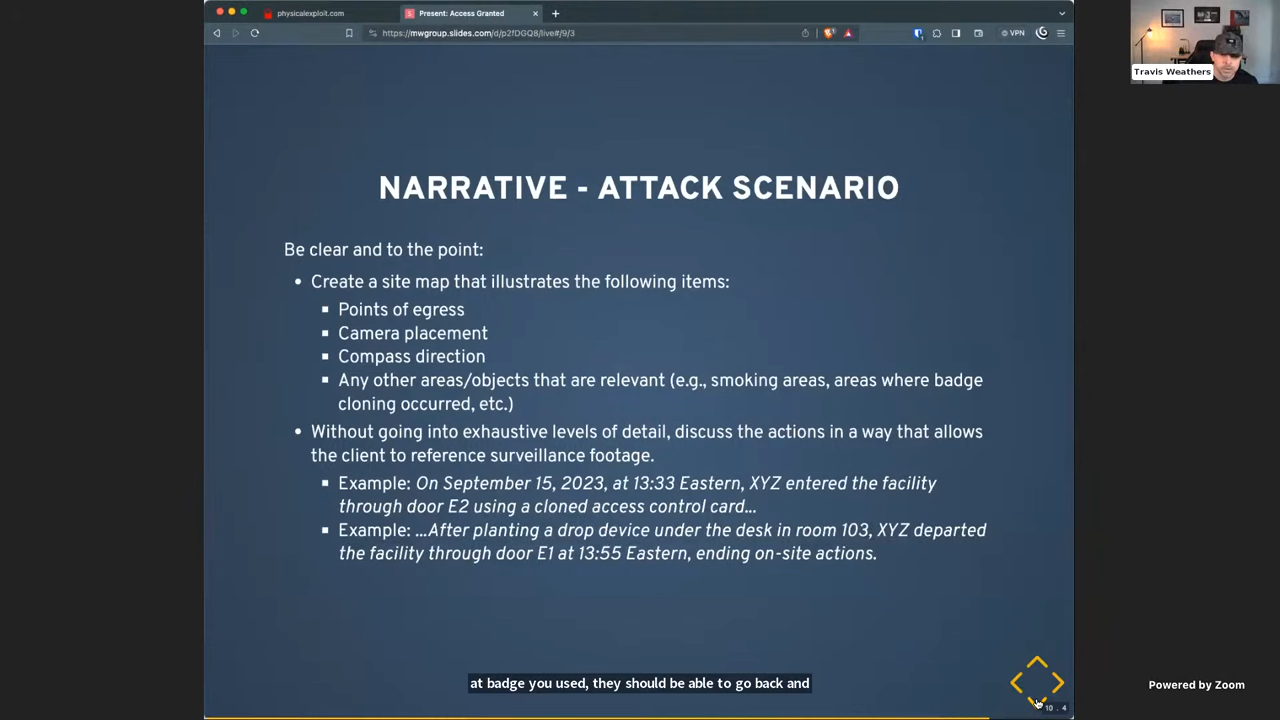 physicalexploit.com
Present: Access Granted
https://mwgroup.slides.com/d/p2fDGQ8/live#/9/3
VPN
Travis Weathers
NARRATIVE - ATTACK SCENARIO
Be clear and to the point:
• Create a site map that illustrates the following items:
▪ Points of egress
▪ Camera placement
▪ Compass direction
▪ Any other areas/objects that are relevant (e.g., smoking areas, areas where badge
cloning occurred, etc.)
• Without going into exhaustive levels of detail, discuss the actions in a way that allows
the client to reference surveillance footage.
▪ Example: On September 15, 2023, at 13:33 Eastern, XYZ entered the facility
through door E2 using a cloned access control card...
▪ Example: ...After planting a drop device under the desk in room 103, XYZ departed
the facility through door E1 at 13:55 Eastern, ending on-site actions.
at badge you used, they should be able to go back and
10 . 4
Powered by Zoom